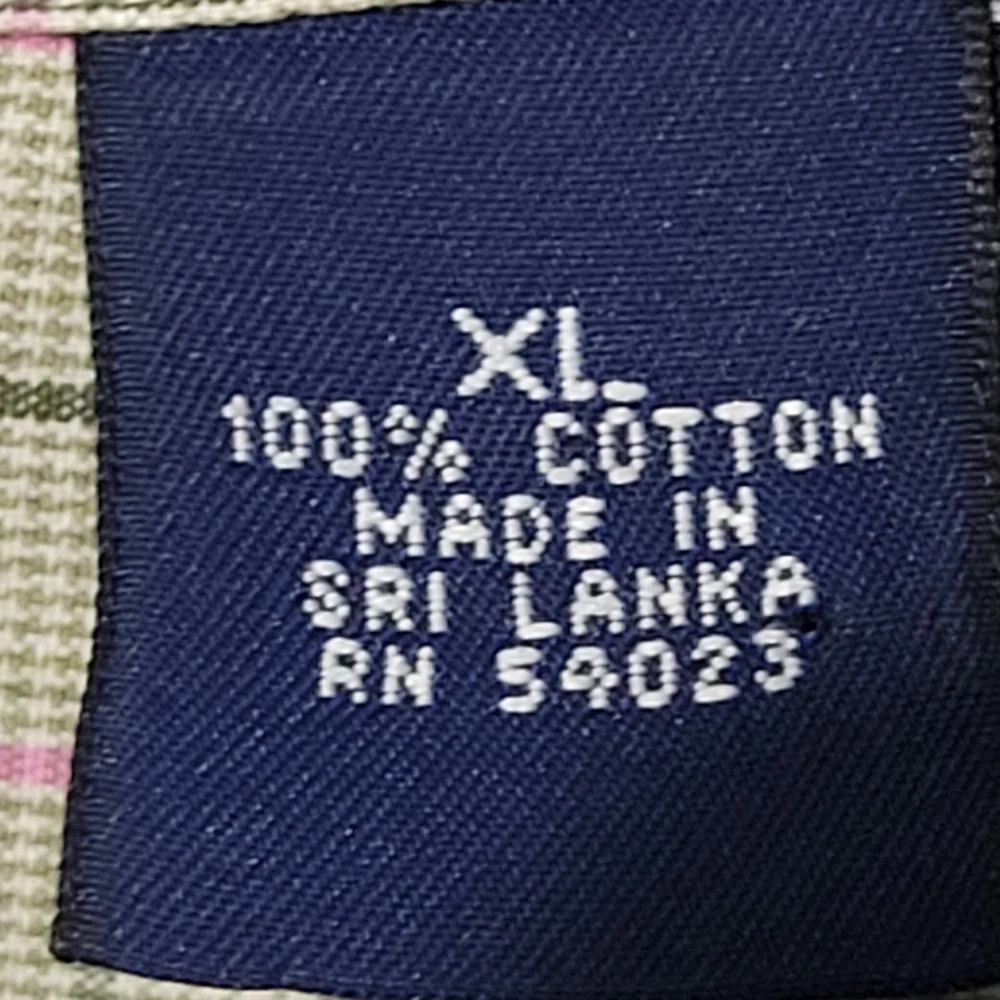 XL
100% COTTON
MADE IN
SRI LANKA
RN 54023